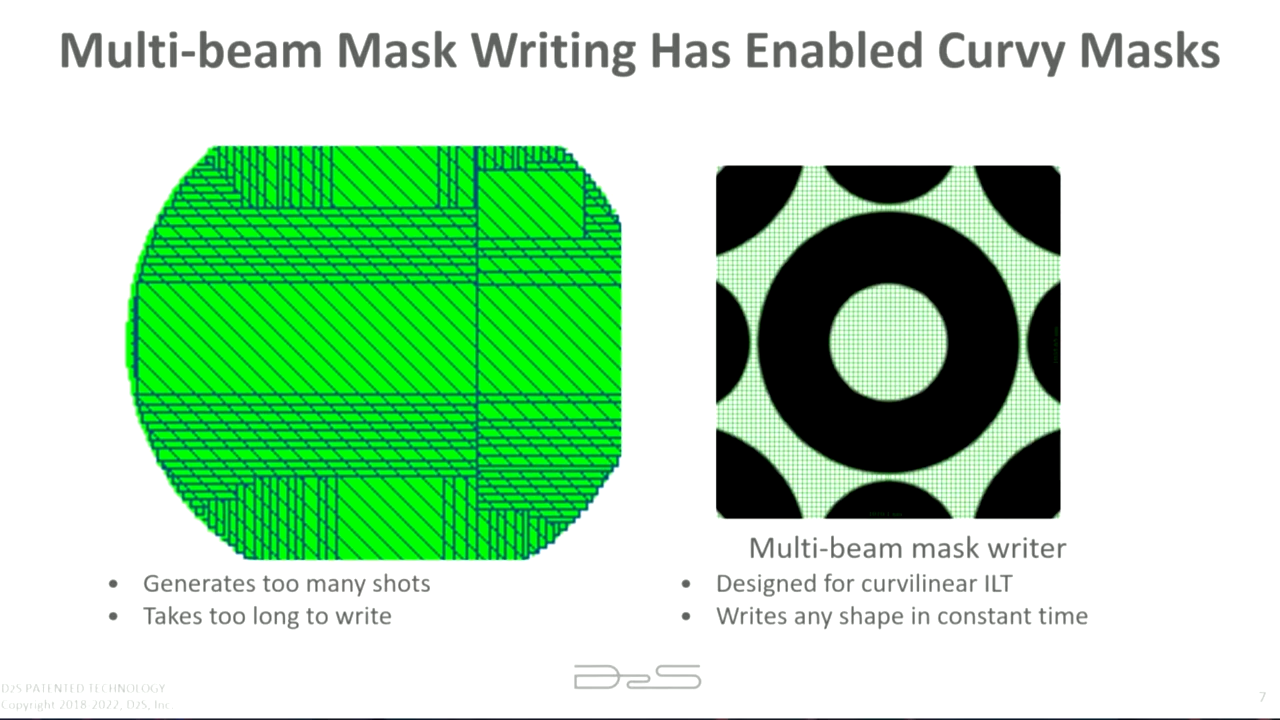 Multi-beam Mask Writing Has Enabled Curvy Masks
• Generates too many shots
• Takes too long to write
Multi-beam mask writer
• Designed for curvilinear ILT
• Writes any shape in constant time
D2S
D2S PATENTED TECHNOLOGY
Copyright 2018-2022, D2S, Inc.
7